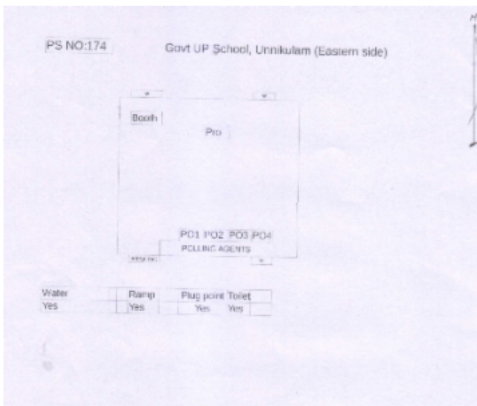 PS NO:174
Govt UP School, Unnikulam (Eastern side)
Booth
Pro
PO1 PO2 PO3 PO4
POLLING AGENTS
Water Ramp Plug point Toilet
Yes Yes Yes Yes